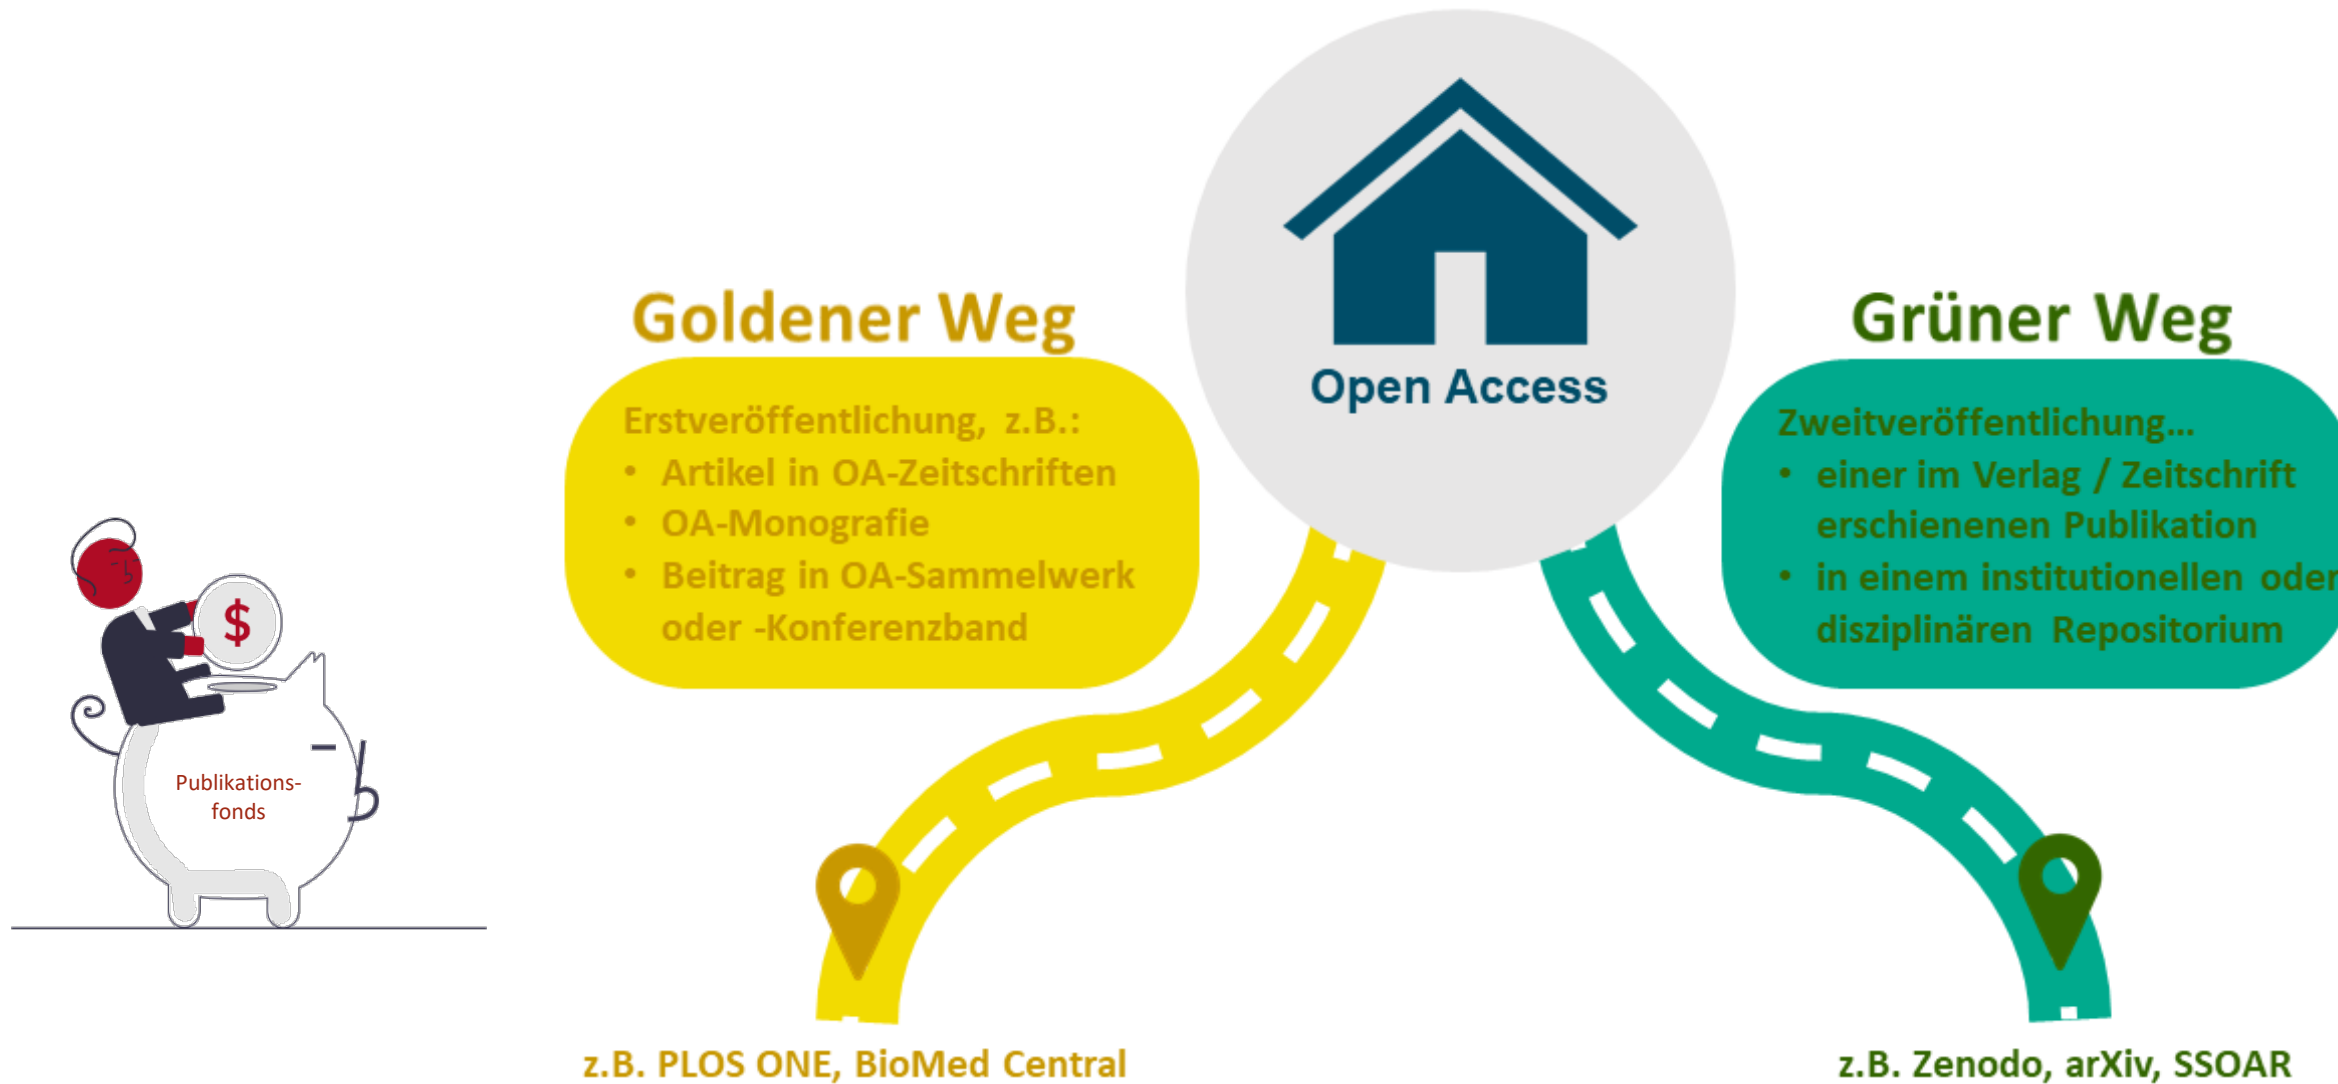 Open Access
Goldener Weg
Erstveröffentlichung, z.B.:
• Artikel in OA-Zeitschriften
• OA-Monografie
• Beitrag in OA-Sammelwerk
oder -Konferenzband
z.B. PLOS ONE, BioMed Central
Grüner Weg
Zweitveröffentlichung...
• einer im Verlag / Zeitschrift
erschienenen Publikation
• in einem institutionellen oder
disziplinären Repositorium
z.B. Zenodo, arXiv, SSOAR
$
Publikations-
fonds